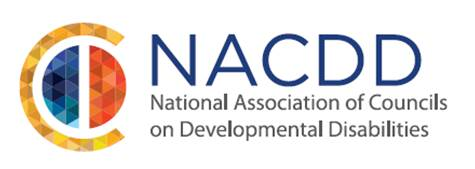 NACDD
National Association of Councils
on Developmental Disabilities